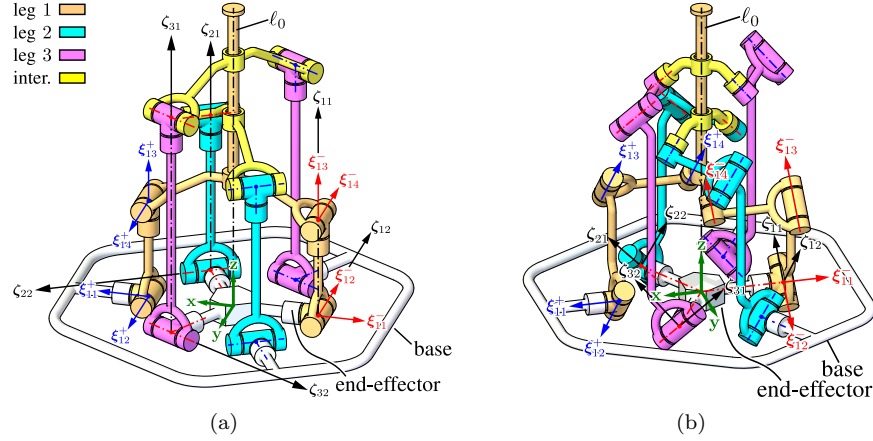 leg 1
leg 2
leg 3
inter.
ℓ₀
ζ₃₁
ζ₂₁
ζ₁₁
ξ₁₃⁺
ξ₁₃⁻
ξ₁₄⁻
ξ₁₄⁺
ζ₁₂
z
ξ₁₂⁻
ζ₂₂
ξ₁₁⁺
x
y
ξ₁₁⁻
ξ₁₂⁺
base
end-effector
ζ₃₂
(a)
ℓ₀
ξ₁₃⁺
ξ₁₄⁺
ξ₁₃⁻
ξ₁₄⁻
ζ₂₂
ζ₂₁
ζ₁₁
ζ₁₂
z
ζ₃₂
ξ₁₁⁻
ζ₃₁
x
ξ₁₁⁺
y
ξ₁₂⁺
ξ₁₂⁻
base
end-effector
(b)